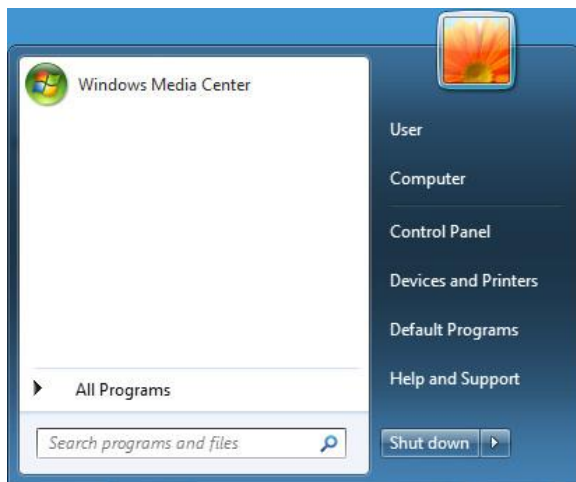 Windows Media Center
All Programs
Search programs and files
User
Computer
Control Panel
Devices and Printers
Default Programs
Help and Support
Shut down